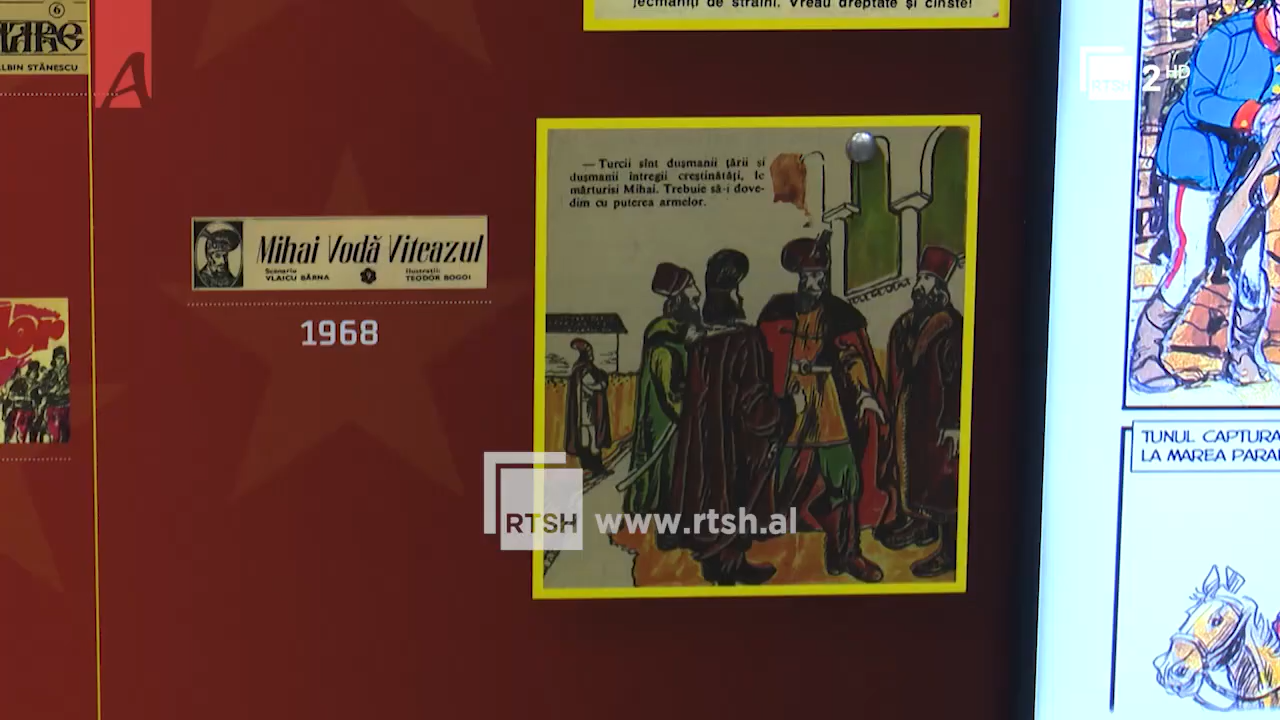 jecmăniți de străini. Vreau dreptate și cinste!
6
MARE
ALBIN STĂNESCU
A
RTSH 2 HD
— Turcii sînt dușmanii țării și
dușmanii întregii creștinătăți, le
mărturisi Mihai. Trebuie să-i dove-
dim cu puterea armelor.
Mihai Vodă Viteazul
Scenariu
VLAICU BÂRNA
Ilustrații:
TEODOR BOGOI
1968
TUNUL CAPTURA
LA MAREA PARA
RTSH www.rtsh.al